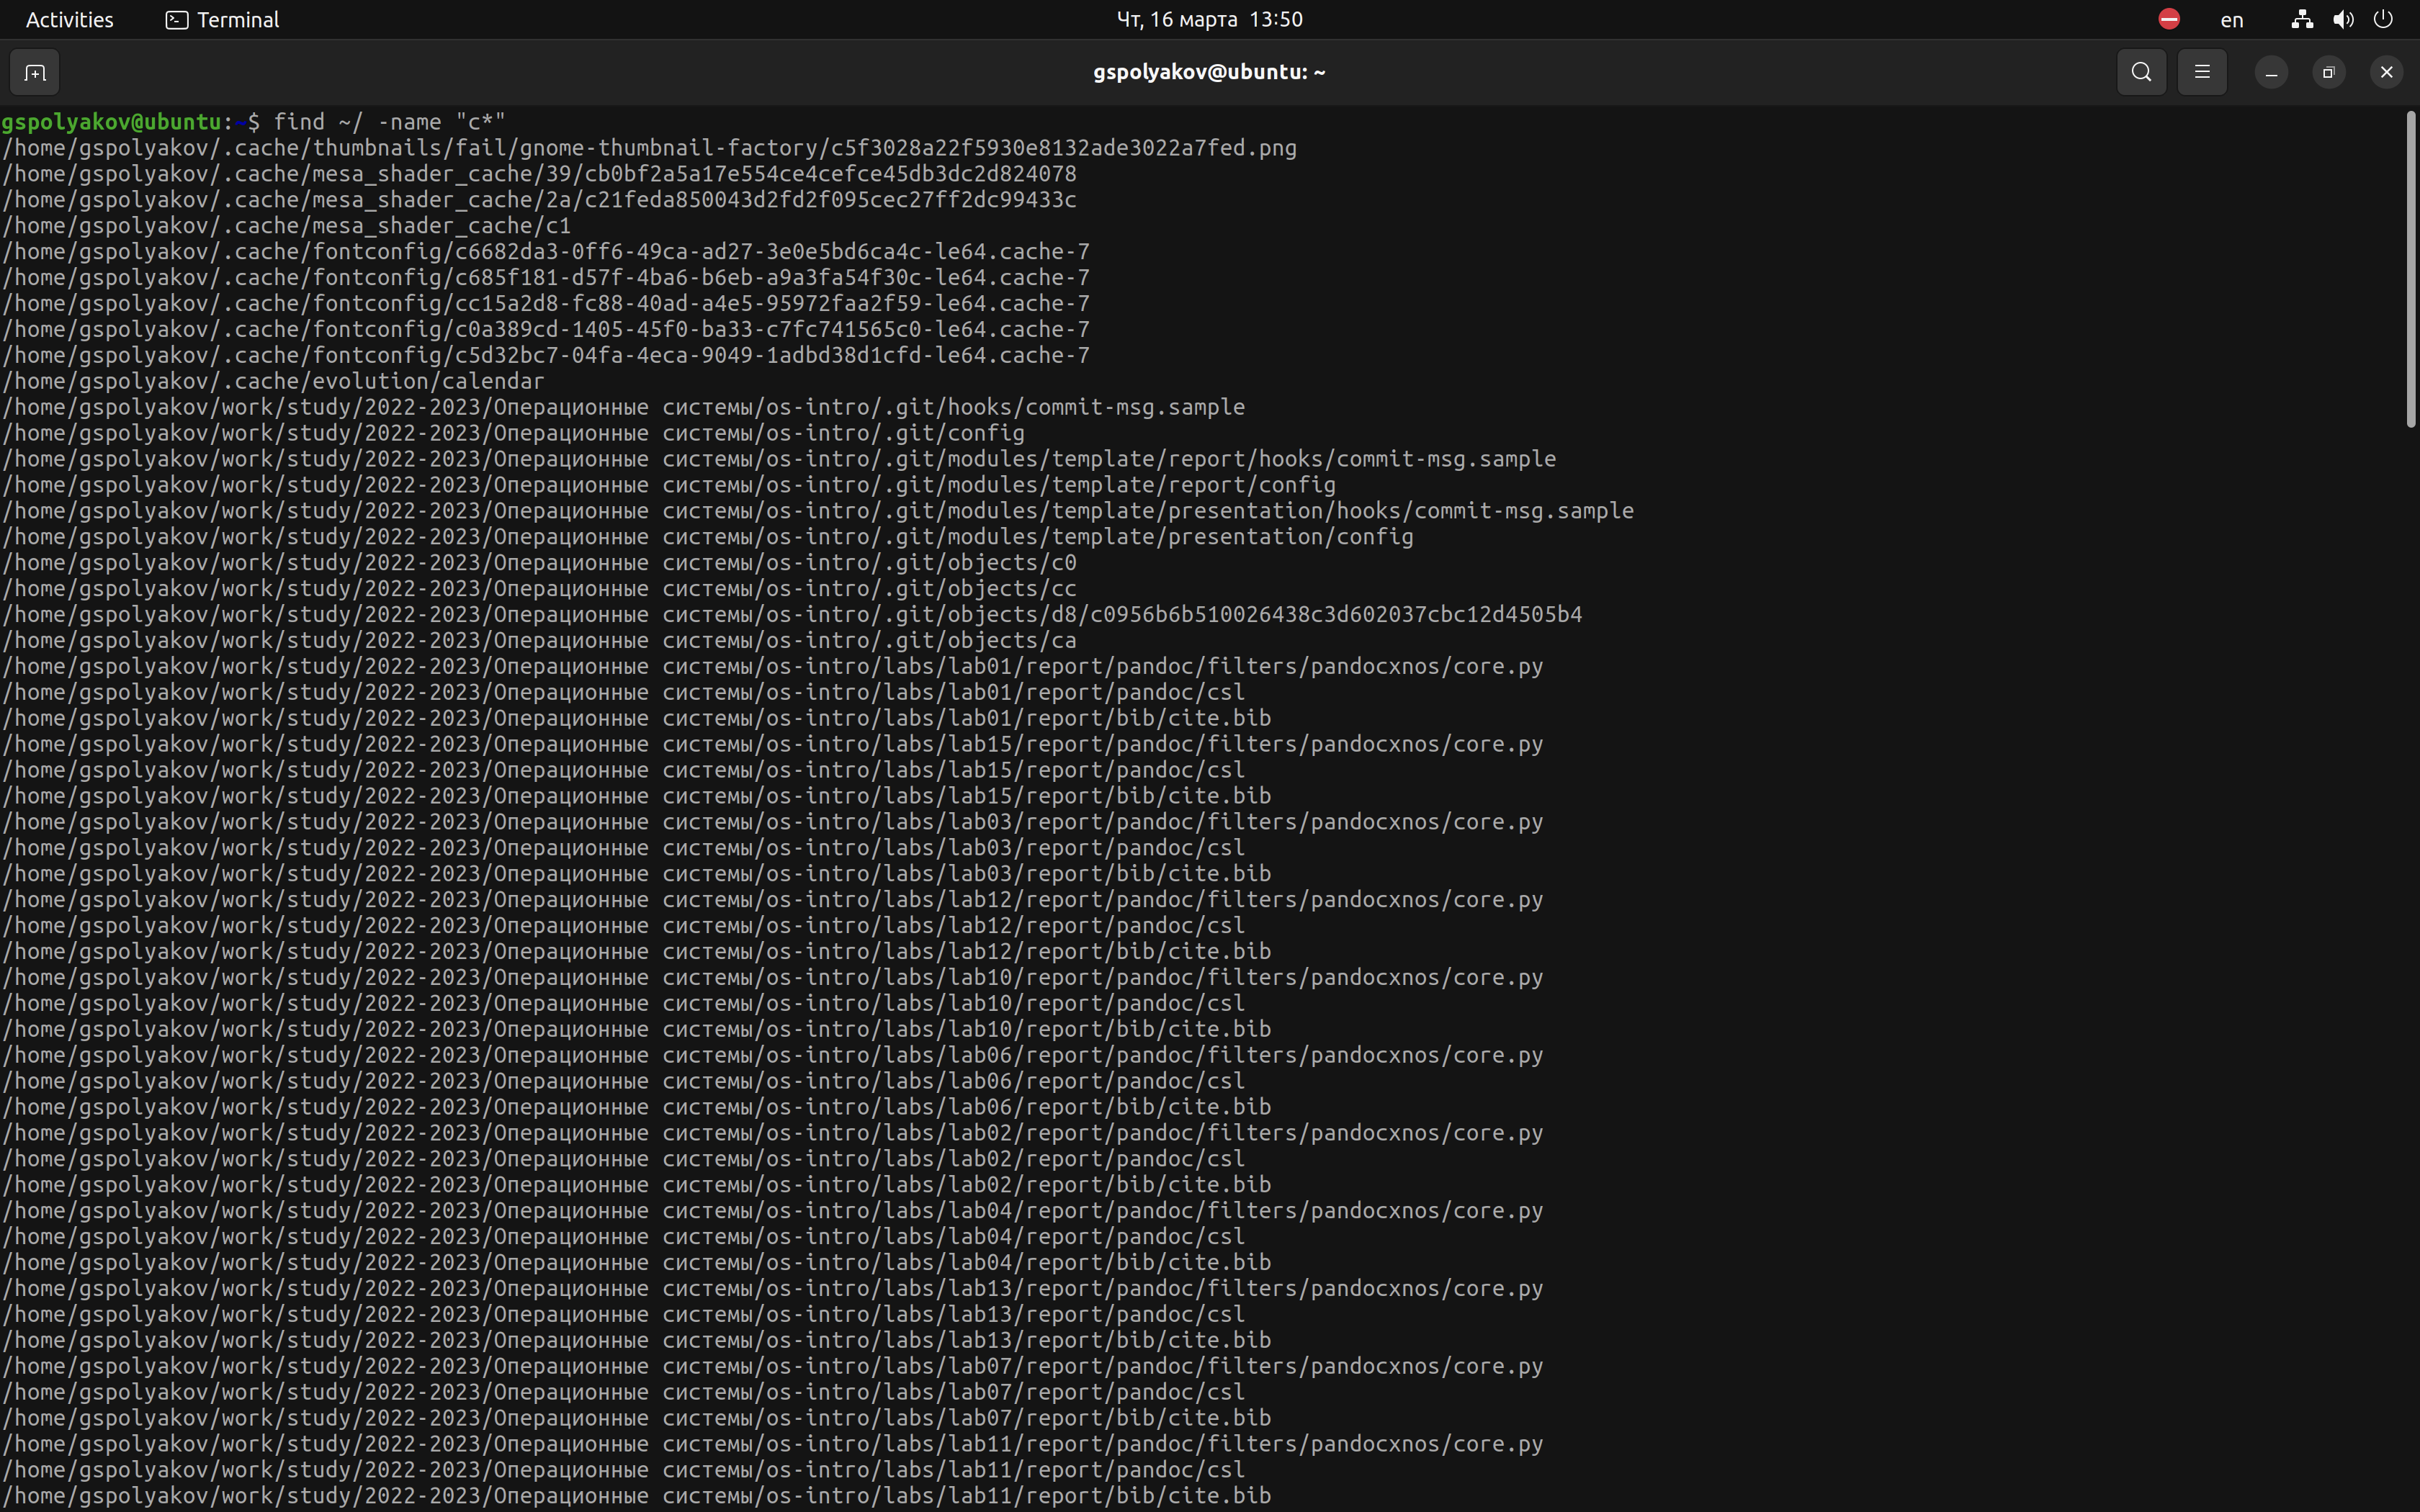 Activities Terminal Чт, 16 марта 13:50 en
gspolyakov@ubuntu: ~
gspolyakov@ubuntu:~$ find ~/ -name "c*"
/home/gspolyakov/.cache/thumbnails/fail/gnome-thumbnail-factory/c5f3028a22f5930e8132ade3022a7fed.png
/home/gspolyakov/.cache/mesa_shader_cache/39/cb0bf2a5a17e554ce4cefce45db3dc2d824078
/home/gspolyakov/.cache/mesa_shader_cache/2a/c21feda850043d2fd2f095cec27ff2dc99433c
/home/gspolyakov/.cache/mesa_shader_cache/c1
/home/gspolyakov/.cache/fontconfig/c6682da3-0ff6-49ca-ad27-3e0e5bd6ca4c-le64.cache-7
/home/gspolyakov/.cache/fontconfig/c685f181-d57f-4ba6-b6eb-a9a3fa54f30c-le64.cache-7
/home/gspolyakov/.cache/fontconfig/cc15a2d8-fc88-40ad-a4e5-95972faa2f59-le64.cache-7
/home/gspolyakov/.cache/fontconfig/c0a389cd-1405-45f0-ba33-c7fc741565c0-le64.cache-7
/home/gspolyakov/.cache/fontconfig/c5d32bc7-04fa-4eca-9049-1adbd38d1cfd-le64.cache-7
/home/gspolyakov/.cache/evolution/calendar
/home/gspolyakov/work/study/2022-2023/Операционные системы/os-intro/.git/hooks/commit-msg.sample
/home/gspolyakov/work/study/2022-2023/Операционные системы/os-intro/.git/config
/home/gspolyakov/work/study/2022-2023/Операционные системы/os-intro/.git/modules/template/report/hooks/commit-msg.sample
/home/gspolyakov/work/study/2022-2023/Операционные системы/os-intro/.git/modules/template/report/config
/home/gspolyakov/work/study/2022-2023/Операционные системы/os-intro/.git/modules/template/presentation/hooks/commit-msg.sample
/home/gspolyakov/work/study/2022-2023/Операционные системы/os-intro/.git/modules/template/presentation/config
/home/gspolyakov/work/study/2022-2023/Операционные системы/os-intro/.git/objects/c0
/home/gspolyakov/work/study/2022-2023/Операционные системы/os-intro/.git/objects/cc
/home/gspolyakov/work/study/2022-2023/Операционные системы/os-intro/.git/objects/d8/c0956b6b510026438c3d602037cbc12d4505b4
/home/gspolyakov/work/study/2022-2023/Операционные системы/os-intro/.git/objects/ca
/home/gspolyakov/work/study/2022-2023/Операционные системы/os-intro/labs/lab01/report/pandoc/filters/pandocxnos/core.py
/home/gspolyakov/work/study/2022-2023/Операционные системы/os-intro/labs/lab01/report/pandoc/csl
/home/gspolyakov/work/study/2022-2023/Операционные системы/os-intro/labs/lab01/report/bib/cite.bib
/home/gspolyakov/work/study/2022-2023/Операционные системы/os-intro/labs/lab15/report/pandoc/filters/pandocxnos/core.py
/home/gspolyakov/work/study/2022-2023/Операционные системы/os-intro/labs/lab15/report/pandoc/csl
/home/gspolyakov/work/study/2022-2023/Операционные системы/os-intro/labs/lab15/report/bib/cite.bib
/home/gspolyakov/work/study/2022-2023/Операционные системы/os-intro/labs/lab03/report/pandoc/filters/pandocxnos/core.py
/home/gspolyakov/work/study/2022-2023/Операционные системы/os-intro/labs/lab03/report/pandoc/csl
/home/gspolyakov/work/study/2022-2023/Операционные системы/os-intro/labs/lab03/report/bib/cite.bib
/home/gspolyakov/work/study/2022-2023/Операционные системы/os-intro/labs/lab12/report/pandoc/filters/pandocxnos/core.py
/home/gspolyakov/work/study/2022-2023/Операционные системы/os-intro/labs/lab12/report/pandoc/csl
/home/gspolyakov/work/study/2022-2023/Операционные системы/os-intro/labs/lab12/report/bib/cite.bib
/home/gspolyakov/work/study/2022-2023/Операционные системы/os-intro/labs/lab10/report/pandoc/filters/pandocxnos/core.py
/home/gspolyakov/work/study/2022-2023/Операционные системы/os-intro/labs/lab10/report/pandoc/csl
/home/gspolyakov/work/study/2022-2023/Операционные системы/os-intro/labs/lab10/report/bib/cite.bib
/home/gspolyakov/work/study/2022-2023/Операционные системы/os-intro/labs/lab06/report/pandoc/filters/pandocxnos/core.py
/home/gspolyakov/work/study/2022-2023/Операционные системы/os-intro/labs/lab06/report/pandoc/csl
/home/gspolyakov/work/study/2022-2023/Операционные системы/os-intro/labs/lab06/report/bib/cite.bib
/home/gspolyakov/work/study/2022-2023/Операционные системы/os-intro/labs/lab02/report/pandoc/filters/pandocxnos/core.py
/home/gspolyakov/work/study/2022-2023/Операционные системы/os-intro/labs/lab02/report/pandoc/csl
/home/gspolyakov/work/study/2022-2023/Операционные системы/os-intro/labs/lab02/report/bib/cite.bib
/home/gspolyakov/work/study/2022-2023/Операционные системы/os-intro/labs/lab04/report/pandoc/filters/pandocxnos/core.py
/home/gspolyakov/work/study/2022-2023/Операционные системы/os-intro/labs/lab04/report/pandoc/csl
/home/gspolyakov/work/study/2022-2023/Операционные системы/os-intro/labs/lab04/report/bib/cite.bib
/home/gspolyakov/work/study/2022-2023/Операционные системы/os-intro/labs/lab13/report/pandoc/filters/pandocxnos/core.py
/home/gspolyakov/work/study/2022-2023/Операционные системы/os-intro/labs/lab13/report/pandoc/csl
/home/gspolyakov/work/study/2022-2023/Операционные системы/os-intro/labs/lab13/report/bib/cite.bib
/home/gspolyakov/work/study/2022-2023/Операционные системы/os-intro/labs/lab07/report/pandoc/filters/pandocxnos/core.py
/home/gspolyakov/work/study/2022-2023/Операционные системы/os-intro/labs/lab07/report/pandoc/csl
/home/gspolyakov/work/study/2022-2023/Операционные системы/os-intro/labs/lab07/report/bib/cite.bib
/home/gspolyakov/work/study/2022-2023/Операционные системы/os-intro/labs/lab11/report/pandoc/filters/pandocxnos/core.py
/home/gspolyakov/work/study/2022-2023/Операционные системы/os-intro/labs/lab11/report/pandoc/csl
/home/gspolyakov/work/study/2022-2023/Операционные системы/os-intro/labs/lab11/report/bib/cite.bib